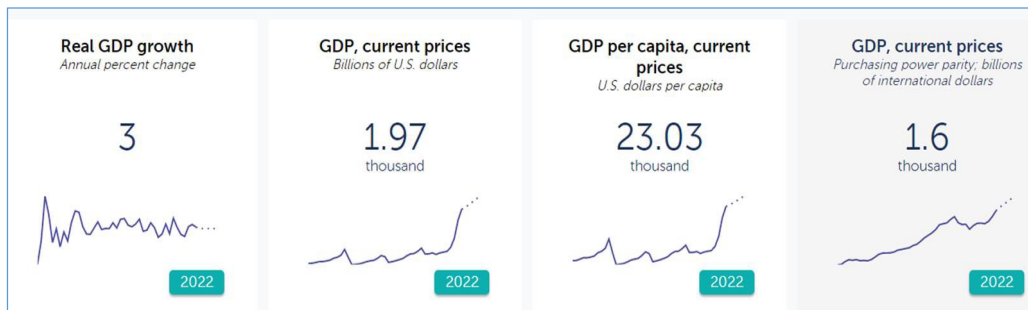 Real GDP growth
Annual percent change
3
2022
GDP, current prices
Billions of U.S. dollars
1.97
thousand
2022
GDP per capita, current
prices
U.S. dollars per capita
23.03
thousand
2022
GDP, current prices
Purchasing power parity; billions
of international dollars
1.6
thousand
2022